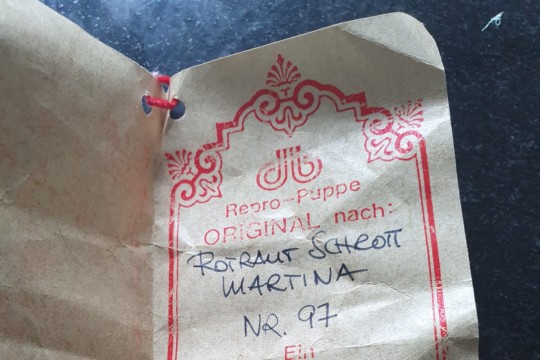 Repro-Puppe
ORIGINAL nach:
ROTRAUT SCHROTT
MARTINA
NR. 97
Ein